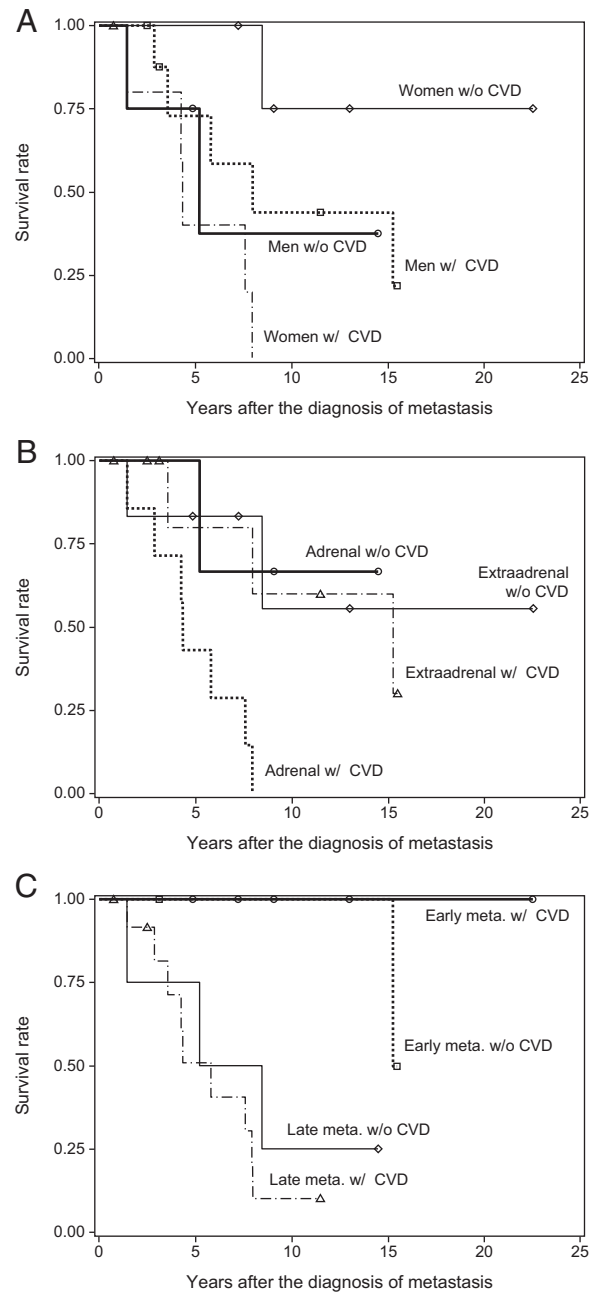 A
1.00
0.75
0.50
0.25
0.00
Survival rate
Women w/o CVD
Men w/o CVD
Men w/ CVD
Women w/ CVD
0 5 10 15 20 25
Years after the diagnosis of metastasis
B
1.00
0.75
0.50
0.25
0.00
Survival rate
Adrenal w/o CVD
Extraadrenal
w/o CVD
Extraadrenal w/ CVD
Adrenal w/ CVD
0 5 10 15 20 25
Years after the diagnosis of metastasis
C
1.00
0.75
0.50
0.25
0.00
Survival rate
Early meta. w/ CVD
Early meta. w/o CVD
Late meta. w/o CVD
Late meta. w/ CVD
0 5 10 15 20 25
Years after the diagnosis of metastasis